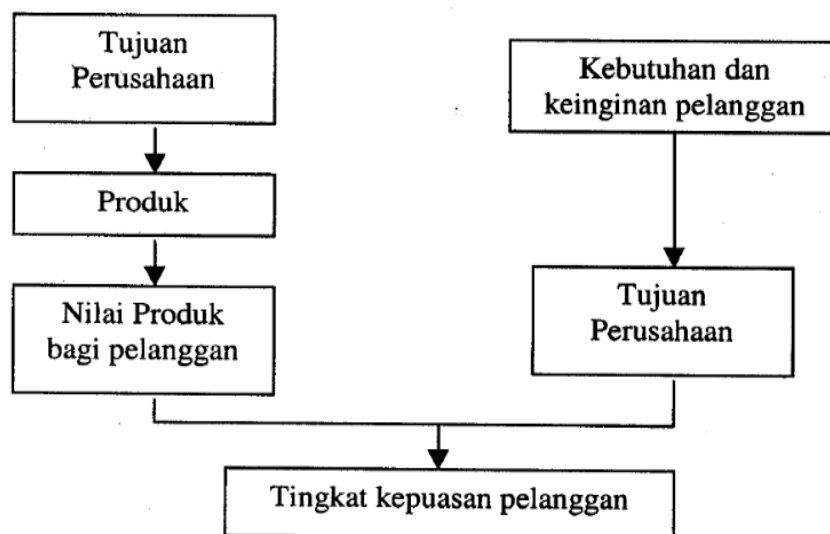 Tujuan
Perusahaan
Kebutuhan dan
keinginan pelanggan
Produk
Nilai Produk
bagi pelanggan
Tujuan
Perusahaan
Tingkat kepuasan pelanggan